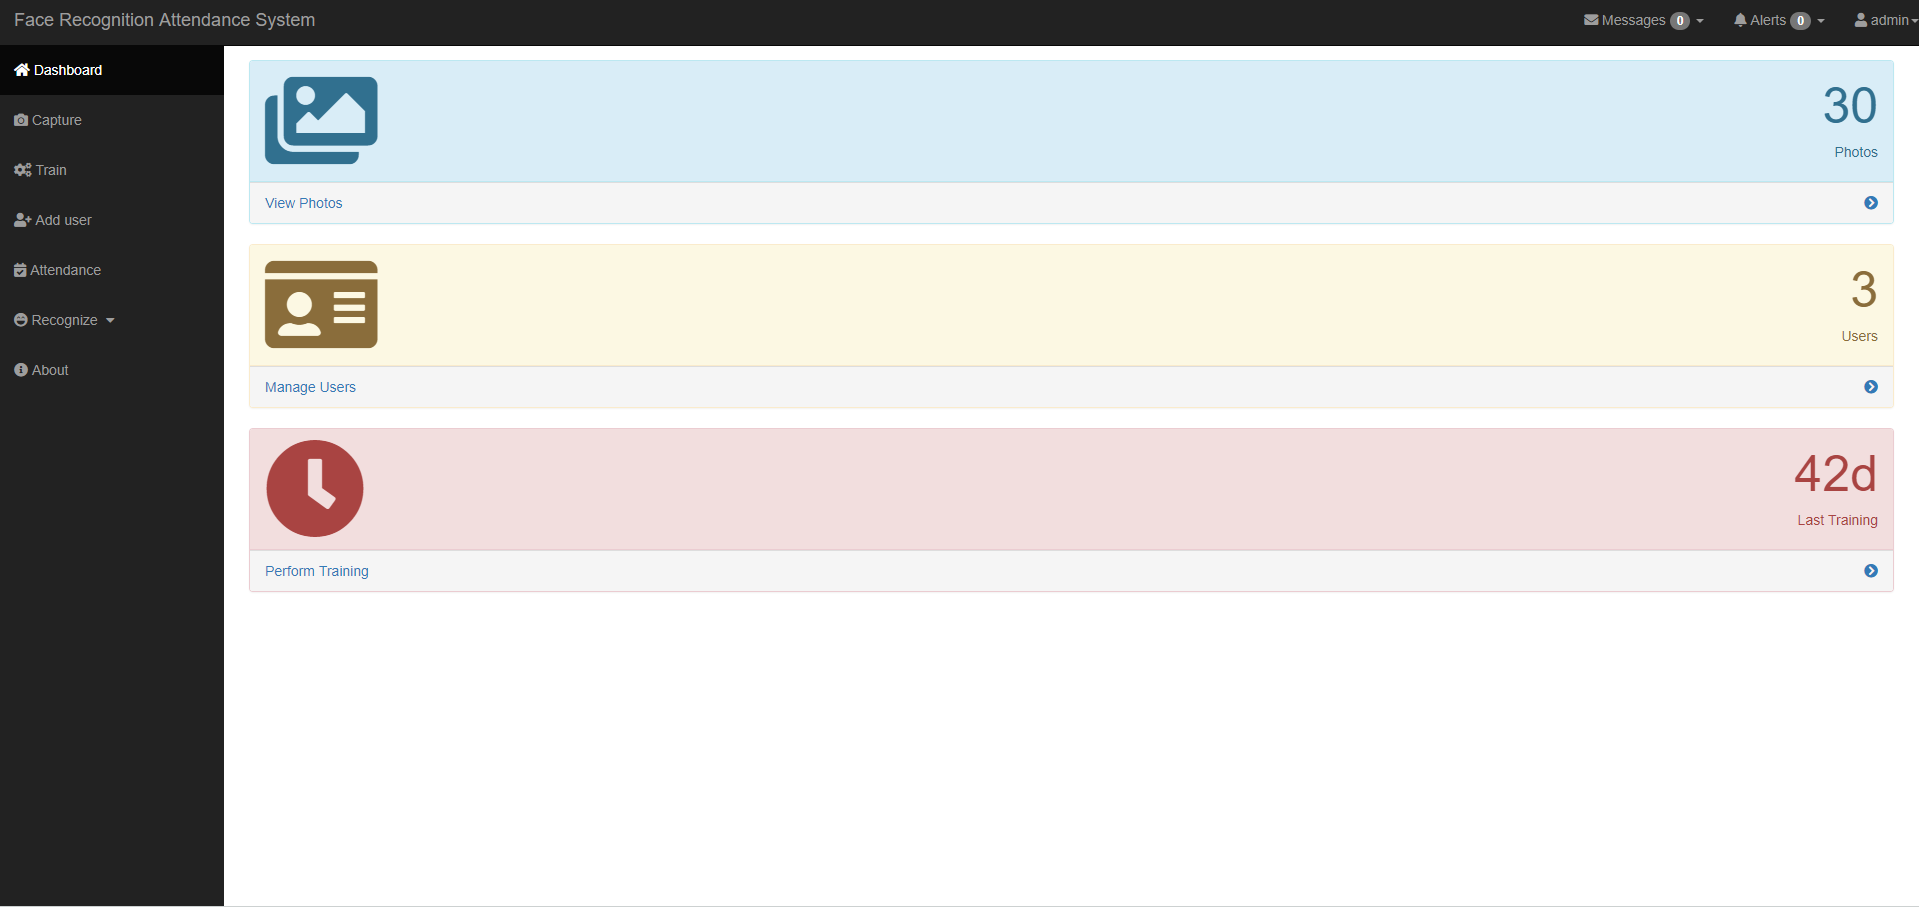 Face Recognition Attendance System
Messages 0
Alerts 0
admin
Dashboard
Capture
Train
Add user
Attendance
Recognize
About
30
Photos
View Photos
3
Users
Manage Users
42d
Last Training
Perform Training